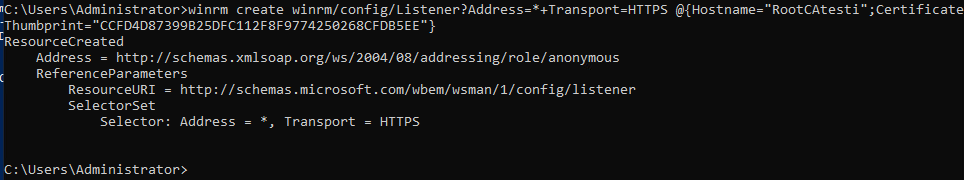 C:\Users\Administrator>winrm create winrm/config/Listener?Address=*+Transport=HTTPS @{Hostname="RootCAtesti";Certificate
Thumbprint="CCFD4D87399B25DFC112F8F9774250268CFDB5EE"}
ResourceCreated
    Address = http://schemas.xmlsoap.org/ws/2004/08/addressing/role/anonymous
    ReferenceParameters
        ResourceURI = http://schemas.microsoft.com/wbem/wsman/1/config/listener
        SelectorSet
            Selector: Address = *, Transport = HTTPS
C:\Users\Administrator>